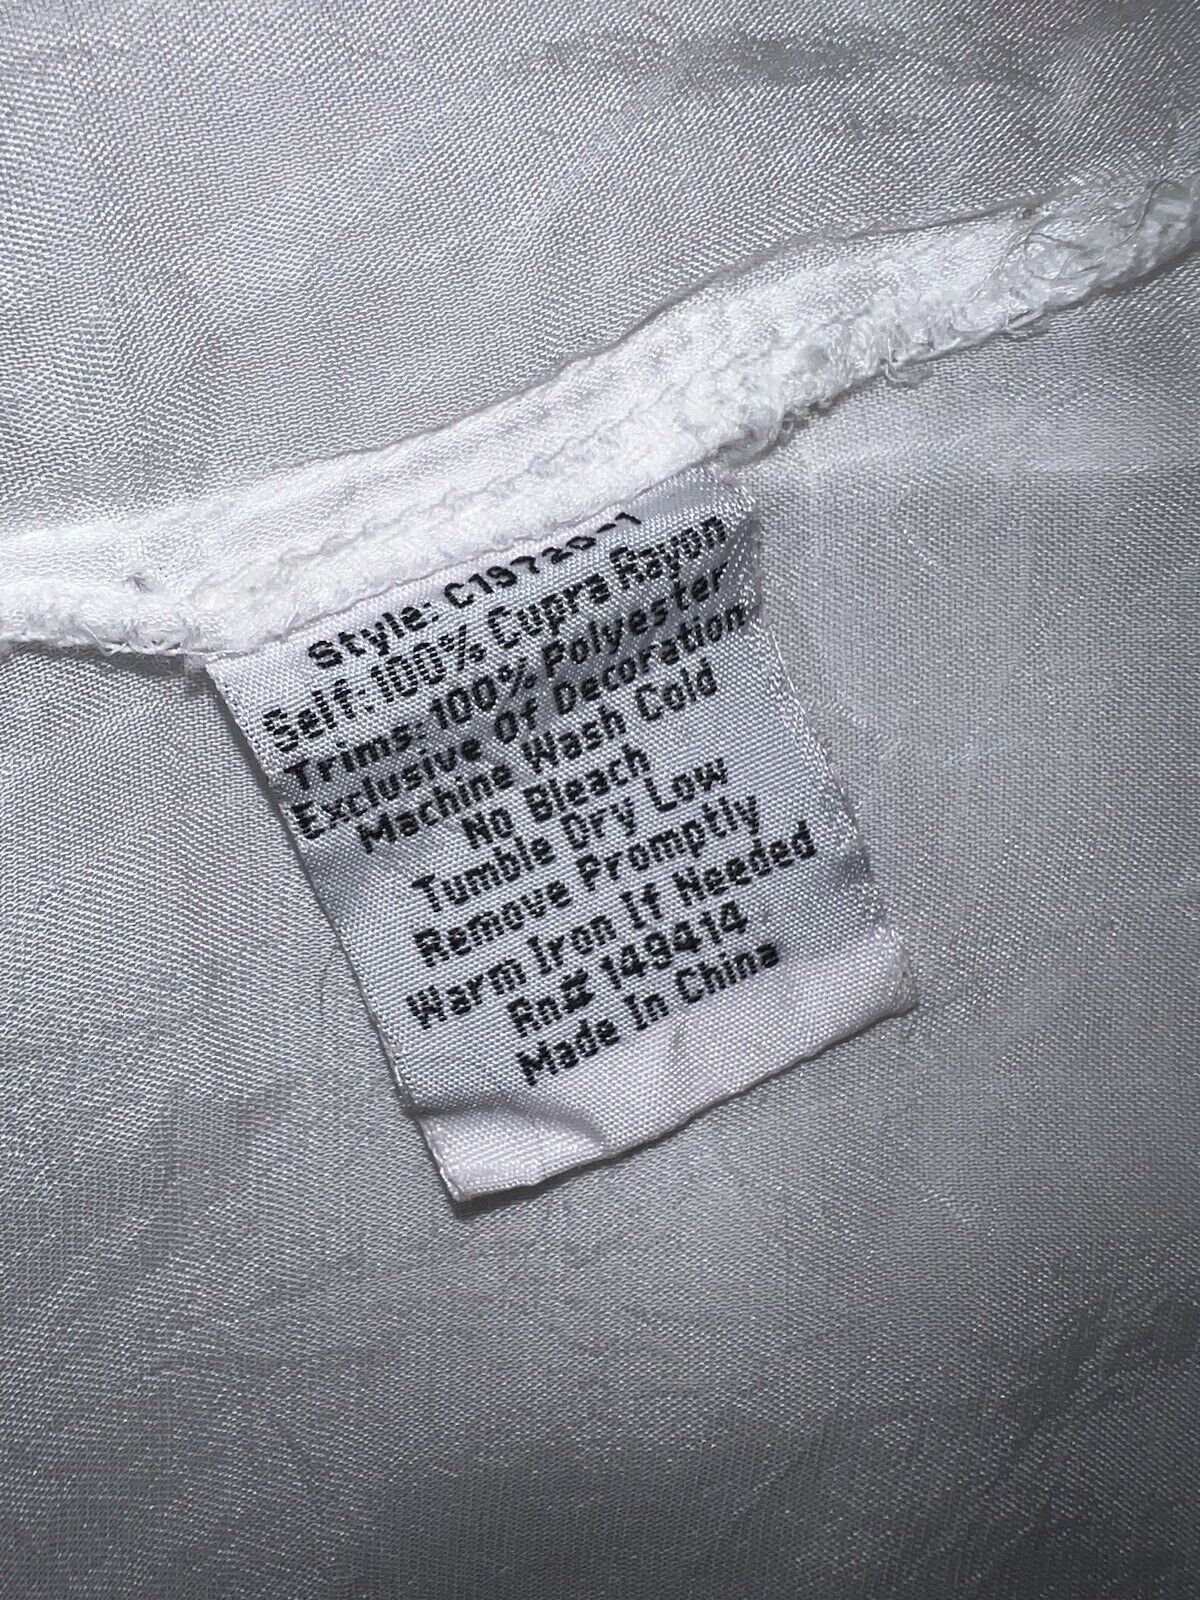 Style: C19720-1
Self: 100% Cupra Rayon
Trims: 100% Polyester
Exclusive Of Decoration
Machine Wash Cold
No Bleach
Tumble Dry Low
Remove Promptly
Warm Iron If Needed
Rn# 149414
Made In China